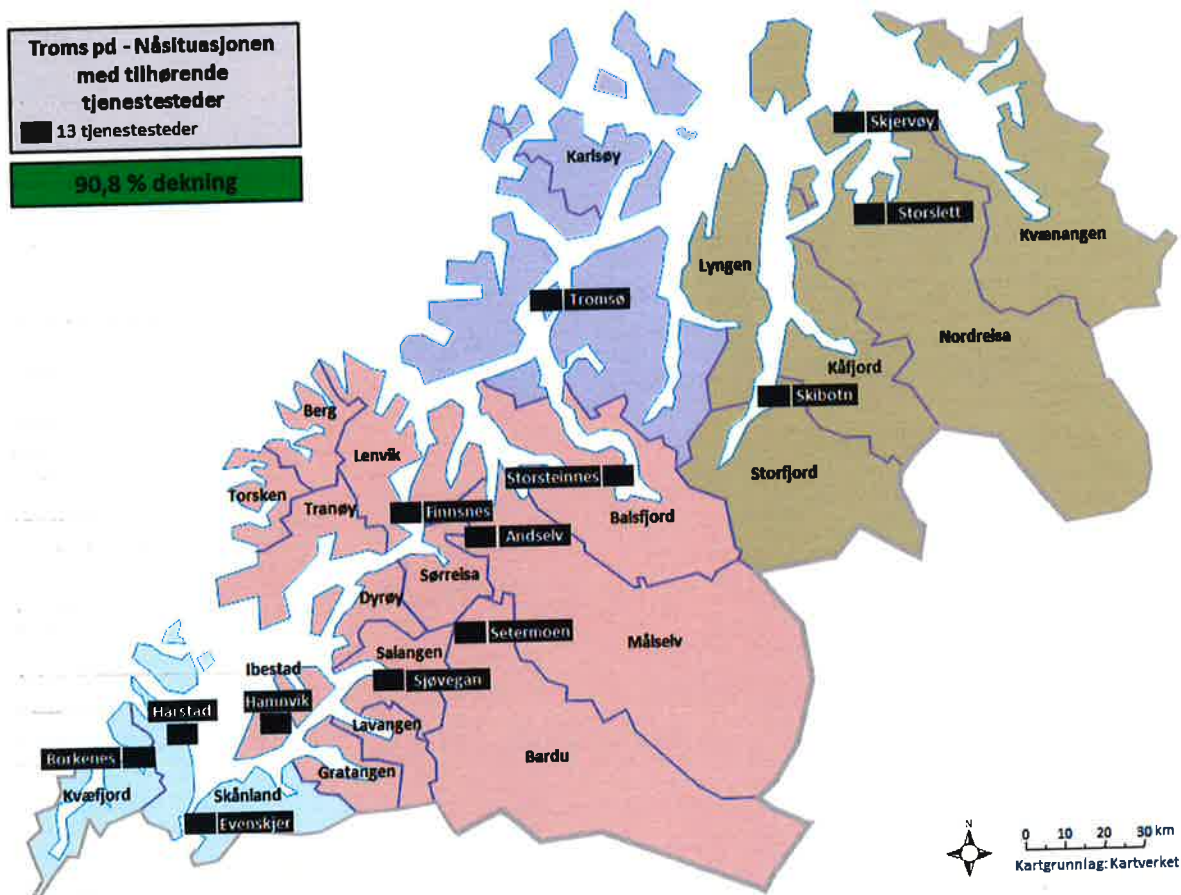 Troms pd - Nåsituasjonen
med tilhørende
tjenestesteder
13 tjenestesteder
90,8 % dekning
Karlsøy
Skjervøy
Storslett
Kvænangen
Lyngen
Tromsø
Nordreisa
Kåfjord
Skibotn
Berg
Lenvik
Storfjord
Storsteinnes
Torsken
Tranøy
Finnsnes
Balsfjord
Andselv
Sørreisa
Dyrøy
Setermoen
Målselv
Salangen
Ibestad
Sjøvegan
Hamnvik
Harstad
Lavangen
Borkenes
Bardu
Gratangen
Kvæfjord
Skånland
Evenskjer
N
0 10 20 30 km
Kartgrunnlag: Kartverket